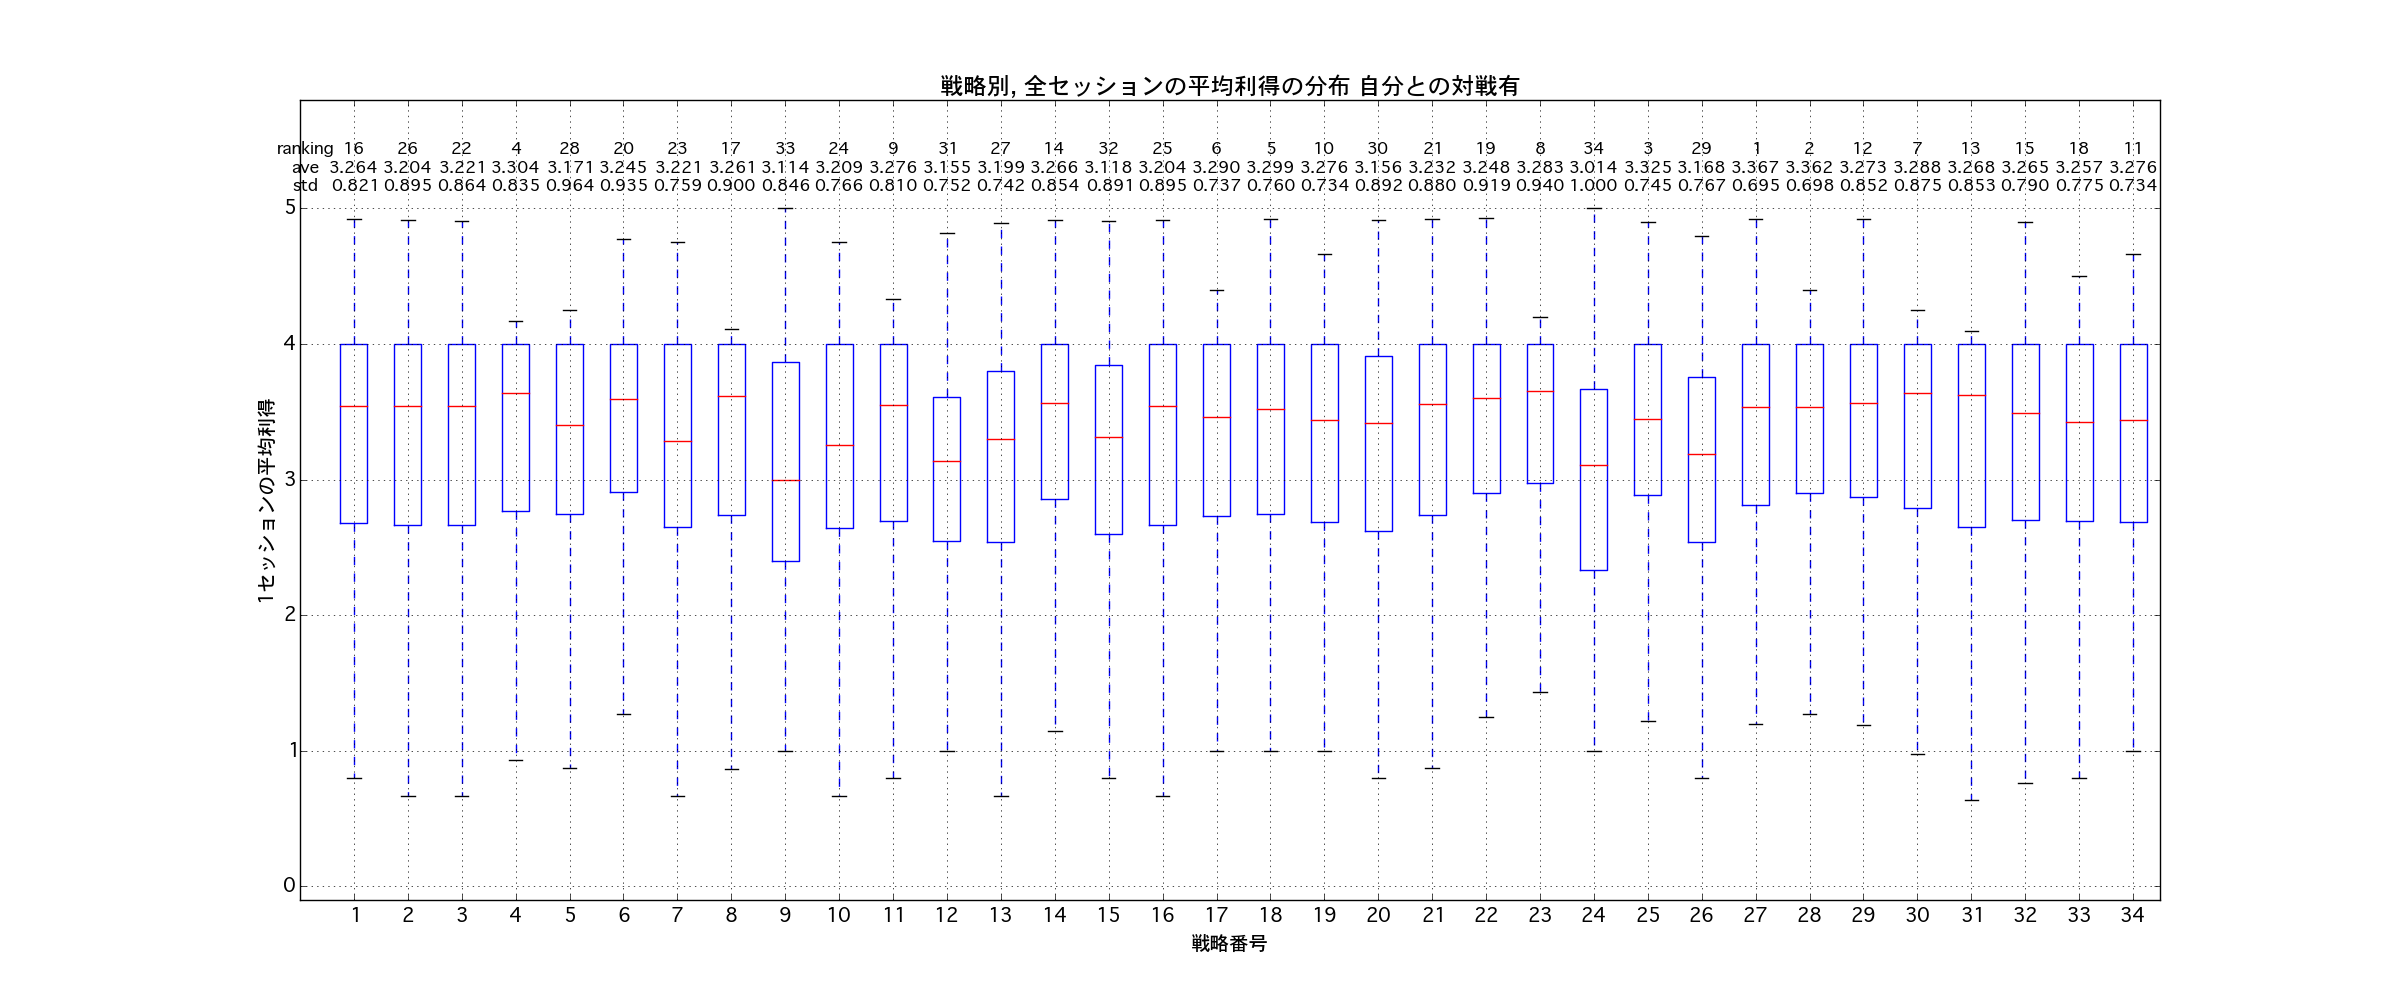 戦略別, 全セッションの平均利得の分布 自分との対戦有
ranking 16 26 22 4 28 20 23 17 33 24 9 31 27 14 32 25 6 5 10 30 21 19 8 34 3 29 1 2 12 7 13 15 18 11
ave 3.264 3.204 3.221 3.304 3.171 3.245 3.221 3.261 3.114 3.209 3.276 3.155 3.199 3.266 3.118 3.204 3.290 3.299 3.276 3.156 3.232 3.248 3.283 3.014 3.325 3.168 3.367 3.362 3.273 3.288 3.268 3.265 3.257 3.276
std 0.821 0.895 0.864 0.835 0.964 0.935 0.759 0.900 0.846 0.766 0.810 0.752 0.742 0.854 0.891 0.895 0.737 0.760 0.734 0.892 0.880 0.919 0.940 1.000 0.745 0.767 0.695 0.698 0.852 0.875 0.853 0.790 0.775 0.734
5
4
3
2
1
0
1セッションの平均利得
1 2 3 4 5 6 7 8 9 10 11 12 13 14 15 16 17 18 19 20 21 22 23 24 25 26 27 28 29 30 31 32 33 34
戦略番号